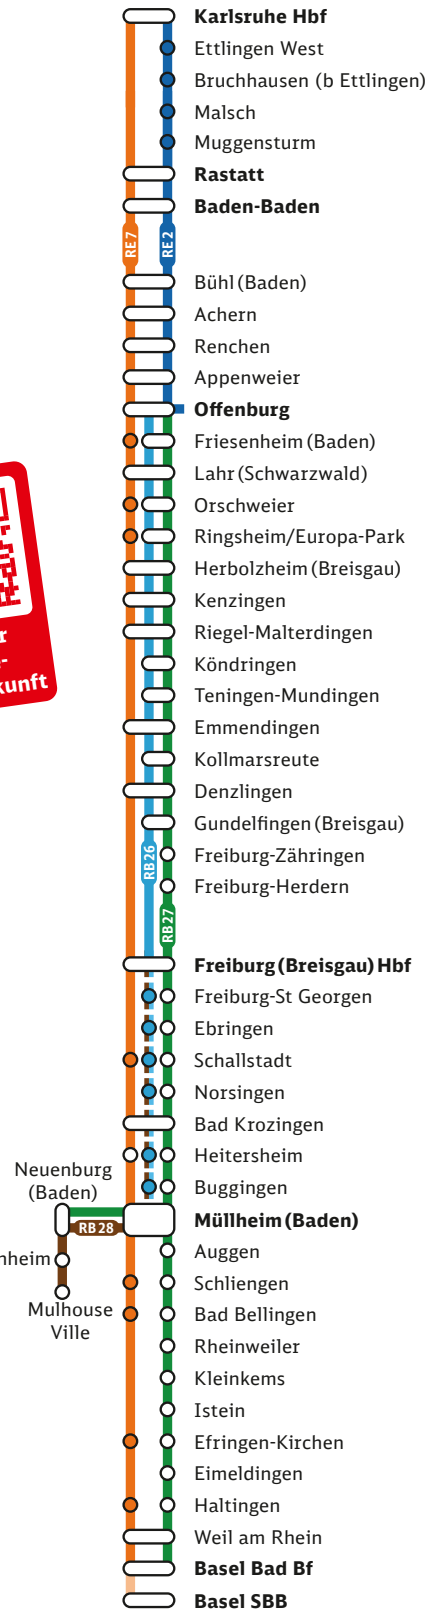 Karlsruhe Hbf
Ettlingen West
Bruchhausen (b Ettlingen)
Malsch
Muggensturm
Rastatt
Baden-Baden
RE 7
RE 2
Bühl (Baden)
Achern
Renchen
Appenweier
Offenburg
Friesenheim (Baden)
Lahr (Schwarzwald)
Orschweier
Ringsheim/Europa-Park
Herbolzheim (Breisgau)
Kenzingen
Riegel-Malterdingen
Köndringen
Teningen-Mundingen
Emmendingen
Kollmarsreute
Denzlingen
Gundelfingen (Breisgau)
RB 26
Freiburg-Zähringen
Freiburg-Herdern
RB 27
Freiburg (Breisgau) Hbf
Freiburg-St Georgen
Ebringen
Schallstadt
Norsingen
Bad Krozingen
Heitersheim
Buggingen
Neuenburg
(Baden)
Müllheim (Baden)
RB 28
nheim
Mulhouse
Ville
Auggen
Schliengen
Bad Bellingen
Rheinweiler
Kleinkems
Istein
Efringen-Kirchen
Eimeldingen
Haltingen
Weil am Rhein
Basel Bad Bf
Basel SBB